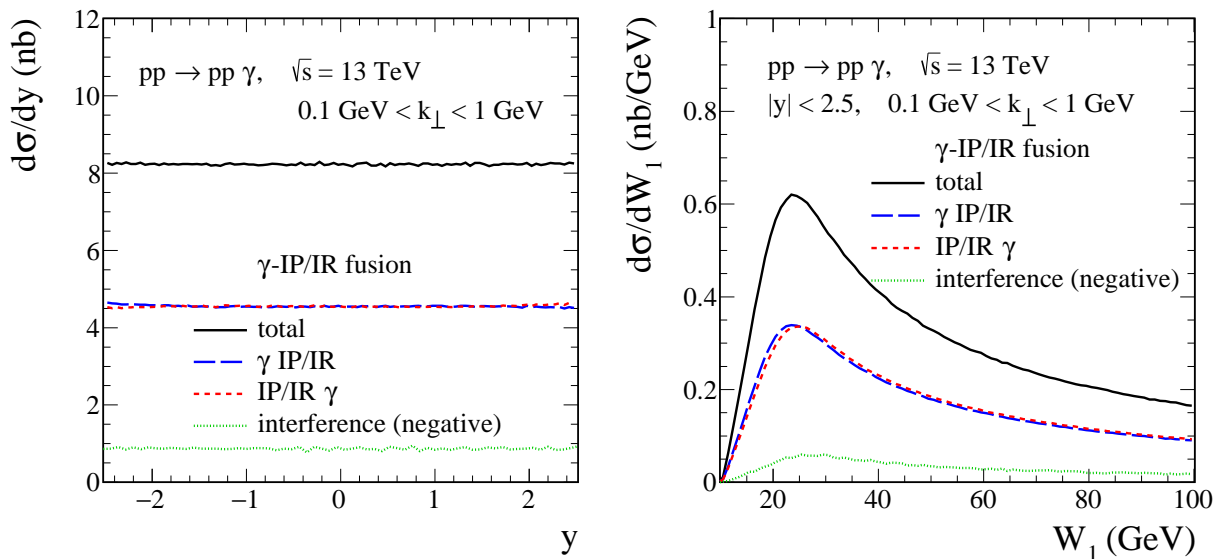 dσ/dy (nb)
12
10
8
6
4
2
0
pp → pp γ, √s = 13 TeV
0.1 GeV < k⊥ < 1 GeV
γ-IP/IR fusion
total
γ IP/IR
IP/IR γ
interference (negative)
−2
−1
0
1
2
y
dσ/dW₁ (nb/GeV)
1
0.8
0.6
0.4
0.2
0
pp → pp γ, √s = 13 TeV
|y| < 2.5, 0.1 GeV < k⊥ < 1 GeV
γ-IP/IR fusion
total
γ IP/IR
IP/IR γ
interference (negative)
20
40
60
80
100
W₁ (GeV)